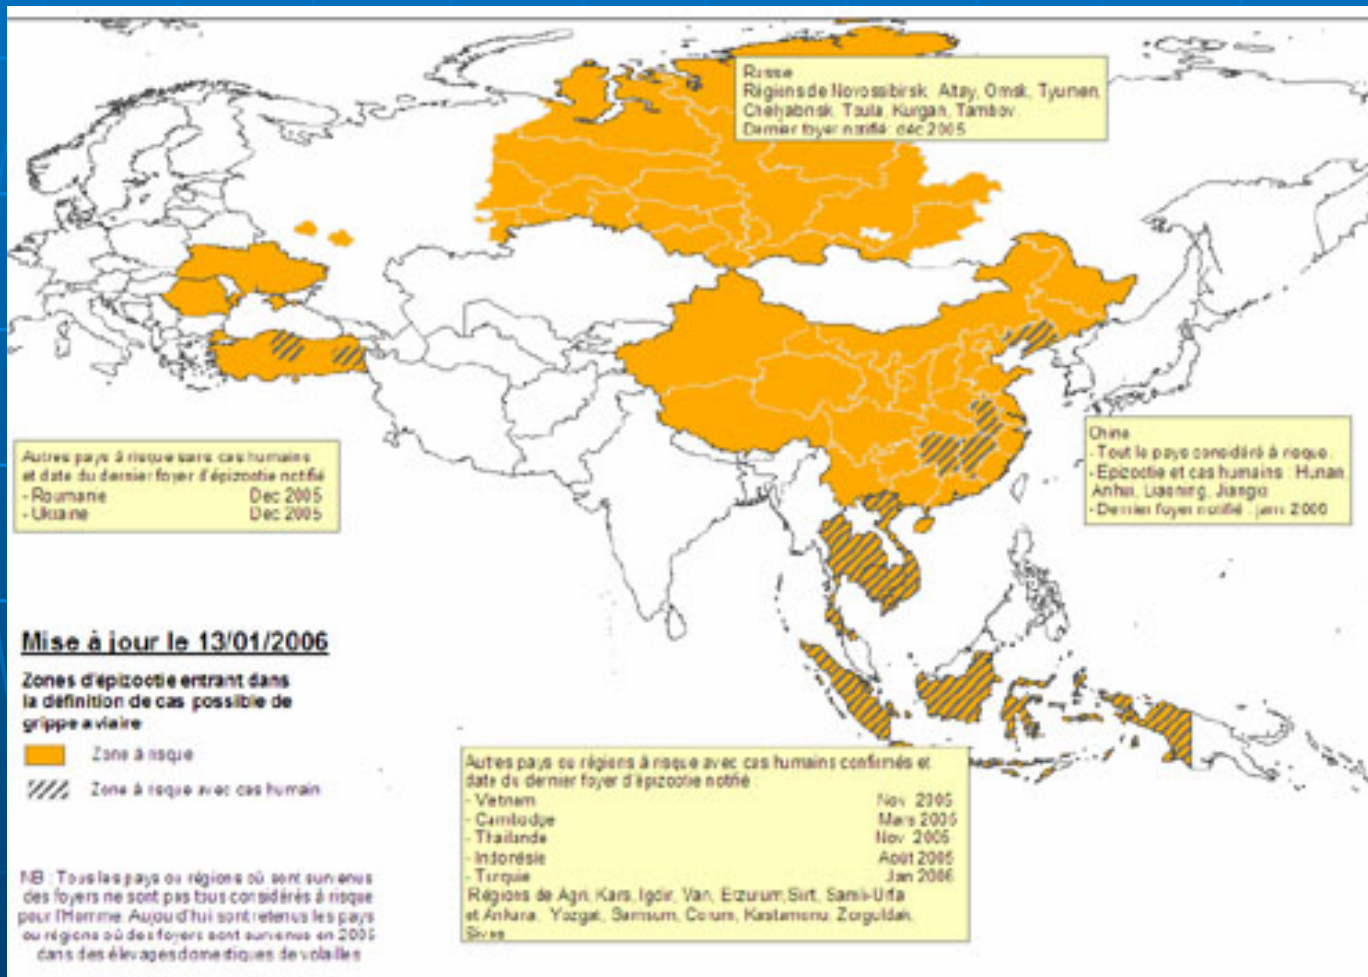 Russie
Régions de Novossibirsk, Altay, Omsk, Tyumen,
Chelyabinsk, Toula, Kurgan, Tambov.
Dernier foyer notifié: déc 2005
Autres pays à risque sans cas humains
et date du dernier foyer d'épizootie notifié
- Roumanie Dec 2005
- Ukraine Dec 2005
Chine
- Tout le pays considéré à risque.
- Epizootie et cas humains : Hunan,
Anhui, Liaoning, Jiangxi
- Dernier foyer notifié : janv 2006
Mise à jour le 13/01/2006
Zones d'épizootie entrant dans
la définition de cas possible de
grippe aviaire
Zone à risque
Zone à risque avec cas humain
Autres pays ou régions à risque avec cas humains confirmés et
date du dernier foyer d'épizootie notifié :
- Vietnam Nov 2005
- Cambodge Mars 2005
- Thaïlande Nov 2005
- Indonésie Août 2005
- Turquie Jan 2006
Régions de Agri, Kars, Igdir, Van, Erzurum, Siirt, Sanli-Urfa
et Ankara, Yozgat, Samsum, Corum, Kastamonu, Zonguldak,
Sivas
NB : Tous les pays ou régions où sont survenus
des foyers ne sont pas tous considérés à risque
pour l'Homme. Aujourd'hui sont retenus les pays
ou régions où des foyers sont survenus en 2005
dans des élevages domestiques de volailles